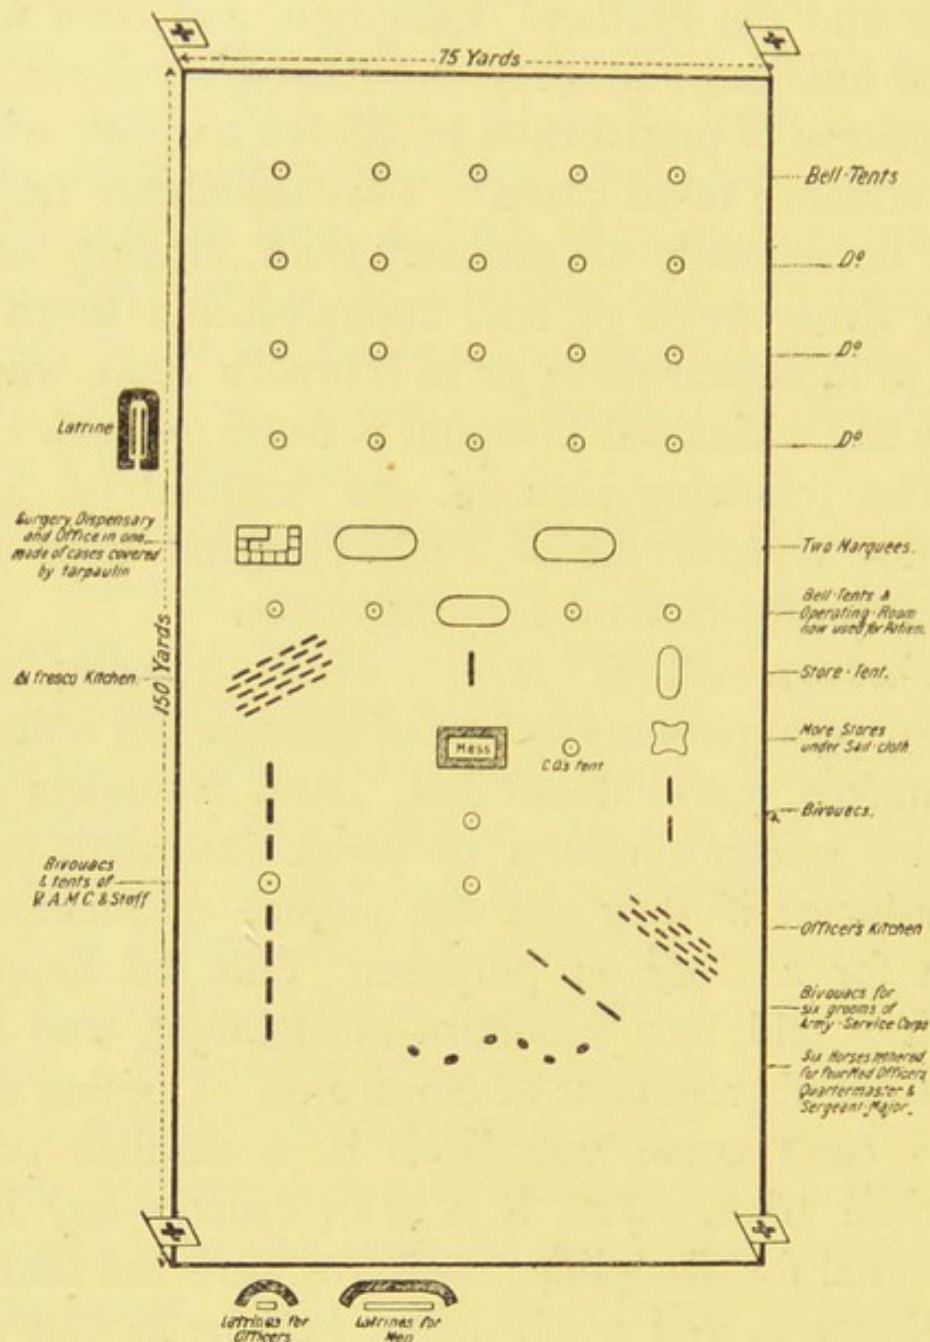 75 Yards
Bell-Tents
Dº
Dº
Dº
Latrine
Surgery, Dispensary
and Office in one,
made of cases covered
by tarpaulin
Two Marquees.
Bell-Tents &
Operating-Room
now used for Patien.
150 Yards
Al fresco Kitchen.
Store-Tent.
Mess
C.O.s tent
More Stores
under Sail-cloth
Bivouacs.
Bivouacs
& tents of
R.A.M.C. & Staff
Officer's Kitchen
Bivouacs for
six grooms of
Army-Service Corps
Six Horses tethered
for Four Med Officers,
Quartermaster &
Sergeant-Major.
Latrines for
Officers
Latrines for
Men